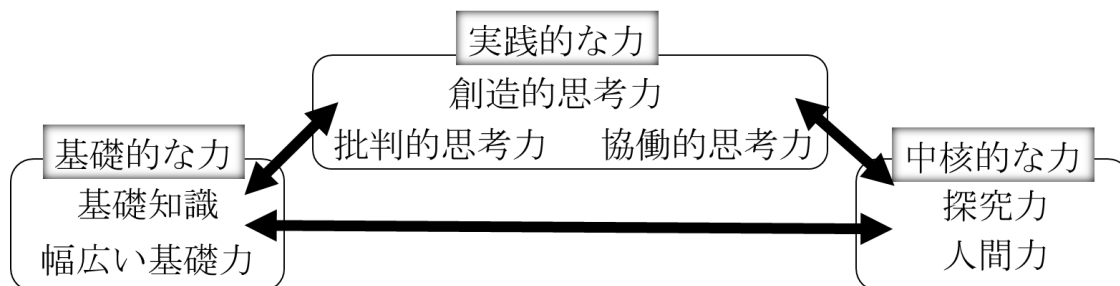 実践的な力
創造的思考力
批判的思考力 協働的思考力
基礎的な力
基礎知識
幅広い基礎力
中核的な力
探究力
人間力